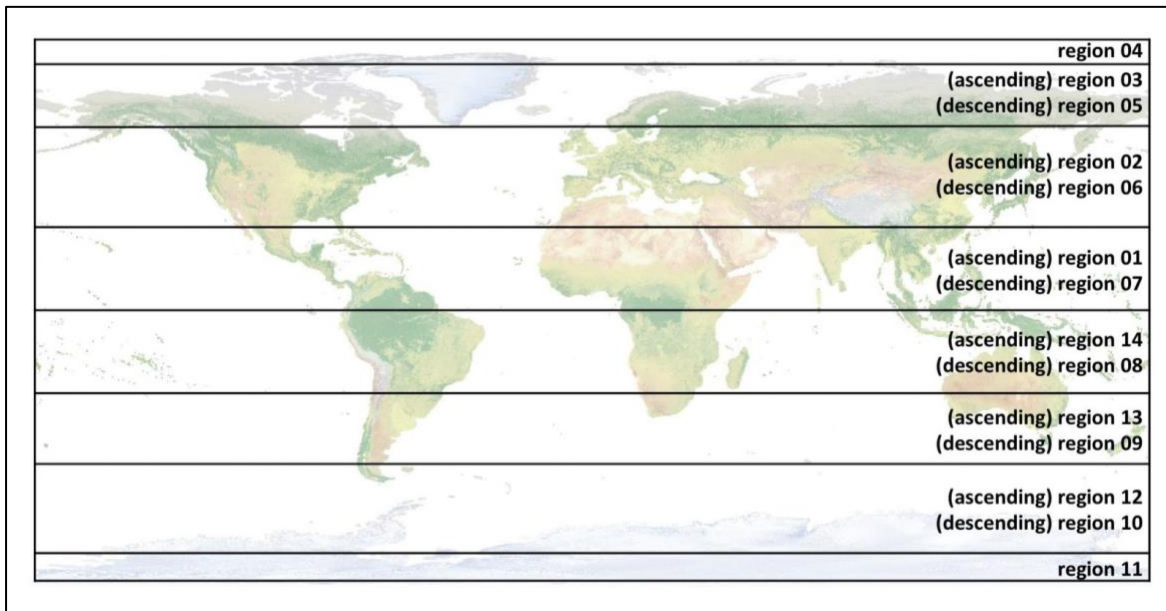 region 04
(ascending) region 03
(descending) region 05
(ascending) region 02
(descending) region 06
(ascending) region 01
(descending) region 07
(ascending) region 14
(descending) region 08
(ascending) region 13
(descending) region 09
(ascending) region 12
(descending) region 10
region 11